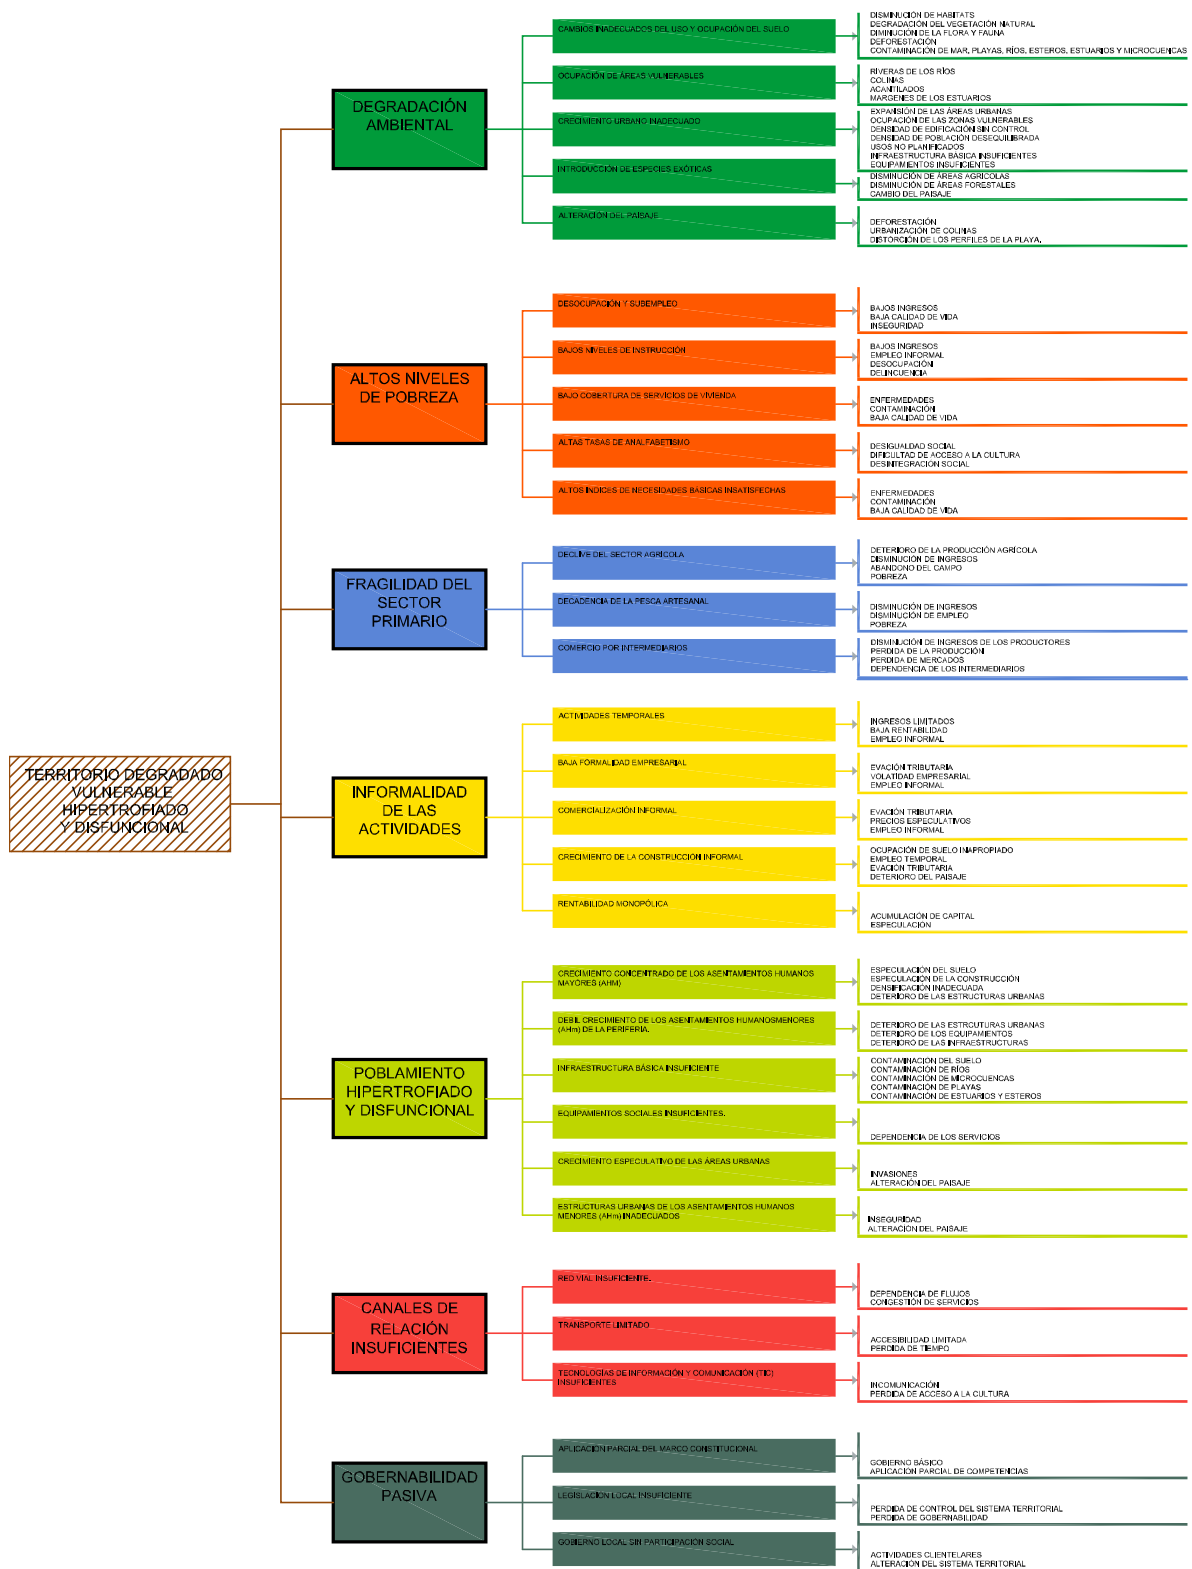 TERRITORIO DEGRADADO
VULNERABLE
HIPERTROFIADO
Y DISFUNCIONAL
DEGRADACIÓN
AMBIENTAL
CAMBIOS INADECUADOS DEL USO Y OCUPACIÓN DEL SUELO
DISMINUCIÓN DE HABITATS
DEGRADACIÓN DEL VEGETACIÓN NATURAL
DIMINUCIÓN DE LA FLORA Y FAUNA
DEFORESTACIÓN
CONTAMINACIÓN DE MAR, PLAYAS, RÍOS, ESTEROS, ESTUARIOS Y MICROCUENCAS
OCUPACIÓN DE ÁREAS VULNERABLES
RIVERAS DE LOS RÍOS
COLINAS
ACANTILADOS
MARGENES DE LOS ESTUARIOS
CRECIMIENTO URBANO INADECUADO
EXPANSIÓN DE LAS ÁREAS URBANAS
OCUPACIÓN DE LAS ZONAS VULNERABLES
DENSIDAD DE EDIFICACIÓN SIN CONTROL
DENSIDAD DE POBLACIÓN DESEQUILIBRADA
USOS NO PLANIFICADOS
INFRAESTRUCTURA BÁSICA INSUFICIENTES
EQUIPAMIENTOS INSUFICIENTES
INTRODUCCIÓN DE ESPECIES EXÓTICAS
DISMINUCIÓN DE ÁREAS AGRICOLAS
DISMINUCIÓN DE ÁREAS FORESTALES
CAMBIO DEL PAISAJE
ALTERACIÓN DEL PAISAJE
DEFORESTACIÓN
URBANIZACIÓN DE COLINAS
DISTORCIÓN DE LOS PERFILES DE LA PLAYA.
ALTOS NIVELES
DE POBREZA
DESOCUPACIÓN Y SUBEMPLEO
BAJOS INGRESOS
BAJA CALIDAD DE VIDA
INSEGURIDAD
BAJOS NIVELES DE INSTRUCCIÓN
BAJOS INGRESOS
EMPLEO INFORMAL
DESOCUPACIÓN
DELINCUENCIA
BAJO COBERTURA DE SERVICIOS DE VIVIENDA
ENFERMEDADES
CONTAMINACIÓN
BAJA CALIDAD DE VIDA
ALTAS TASAS DE ANALFABETISMO
DESIGUALDAD SOCIAL
DIFICULTAD DE ACCESO A LA CULTURA
DESINTEGRACIÓN SOCIAL
ALTOS ÍNDICES DE NECESIDADES BÁSICAS INSATISFECHAS
ENFERMEDADES
CONTAMINACIÓN
BAJA CALIDAD DE VIDA
FRAGILIDAD DEL
SECTOR
PRIMARIO
DECLIVE DEL SECTOR AGRÍCOLA
DETERIORO DE LA PRODUCCIÓN AGRÍCOLA
DISMINUCIÓN DE INGRESOS
ABANDONO DEL CAMPO
POBREZA
DECADENCIA DE LA PESCA ARTESANAL
DISMINUCIÓN DE INGRESOS
DISMINUCIÓN DE EMPLEO
POBREZA
COMERCIO POR INTERMEDIARIOS
DISMINUCIÓN DE INGRESOS DE LOS PRODUCTORES
PERDIDA DE LA PRODUCCIÓN
PERDIDA DE MERCADOS
DEPENDENCIA DE LOS INTERMEDIARIOS
INFORMALIDAD
DE LAS
ACTIVIDADES
ACTIVIDADES TEMPORALES
INGRESOS LIMITADOS
BAJA RENTABILIDAD
EMPLEO INFORMAL
BAJA FORMALIDAD EMPRESARIAL
EVACIÓN TRIBUTARIA
VOLATIDAD EMPRESARIAL
EMPLEO INFORMAL
COMERCIALIZACIÓN INFORMAL
EVACIÓN TRIBUTARIA
PRECIOS ESPECULATIVOS
EMPLEO INFORMAL
CRECIMIENTO DE LA CONSTRUCCIÓN INFORMAL
OCUPACIÓN DE SUELO INAPROPIADO
EMPLEO TEMPORAL
EVACIÓN TRIBUTARIA
DETERIORO DEL PAISAJE
RENTABILIDAD MONOPÓLICA
ACUMULACIÓN DE CAPITAL
ESPECULACIÓN
POBLAMIENTO
HIPERTROFIADO
Y DISFUNCIONAL
CRECIMIENTO CONCENTRADO DE LOS ASENTAMIENTOS HUMANOS
MAYORES (AHM)
ESPECULACIÓN DEL SUELO
ESPECULACIÓN DE LA CONSTRUCCIÓN
DENSIFICACIÓN INADECUADA
DETERIORO DE LAS ESTRUCTURAS URBANAS
DEBIL CRECIMIENTO DE LOS ASENTAMIENTOS HUMANOSMENORES
(AHm) DE LA PERIFERIA.
DETERIORO DE LAS ESTRCUTURAS URBANAS
DETERIORO DE LOS EQUIPAMIENTOS
DETERIORO DE LAS INFRAESTRUCTURAS
INFRAESTRUCTURA BÁSICA INSUFICIENTE
CONTAMINACION DEL SUELO
CONTAMINACIÓN DE RÍOS
CONTAMINACIÓN DE MICROCUENCAS
CONTAMINACIÓN DE PLAYAS
CONTAMINACIÓN DE ESTUARIOS Y ESTEROS
EQUIPAMIENTOS SOCIALES INSUFICIENTES.
DEPENDENCIA DE LOS SERVICIOS
CRECIMIENTO ESPECULATIVO DE LAS ÁREAS URBANAS
INVASIONES
ALTERACIÓN DEL PAISAJE
ESTRUCTURAS URBANAS DE LOS ASENTAMIENTOS HUMANOS
MENORES (AHm) INADECUADOS
INSEGURIDAD
ALTERACIÓN DEL PAISAJE
CANALES DE
RELACIÓN
INSUFICIENTES
RED VIAL INSUFICIENTE.
DEPENDENCIA DE FLUJOS
CONGESTIÓN DE SERVICIOS
TRANSPORTE LIMITADO
ACCESIBILIDAD LIMITADA
PERDIDA DE TIEMPO
TECNOLOGÍAS DE INFORMACIÓN Y COMUNICACIÓN (TIC)
INSUFICIENTES
INCOMUNICACIÓN
PERDIDA DE ACCESO A LA CULTURA
GOBERNABILIDAD
PASIVA
APLICACIÓN PARCIAL DEL MARCO CONSTITUCIONAL
GOBIERNO BÁSICO
APLICACIÓN PARCIAL DE COMPETENCIAS
LEGISLACION LOCAL INSUFICIENTE
PERDIDA DE CONTROL DEL SISTEMA TERRITORIAL
PERDIDA DE GOBERNABILIDAD
GOBIERNO LOCAL SIN PARTICIPACIÓN SOCIAL
ACTIVIDADES CLIENTELARES
ALTERACIÓN DEL SISTEMA TERRITORIAL